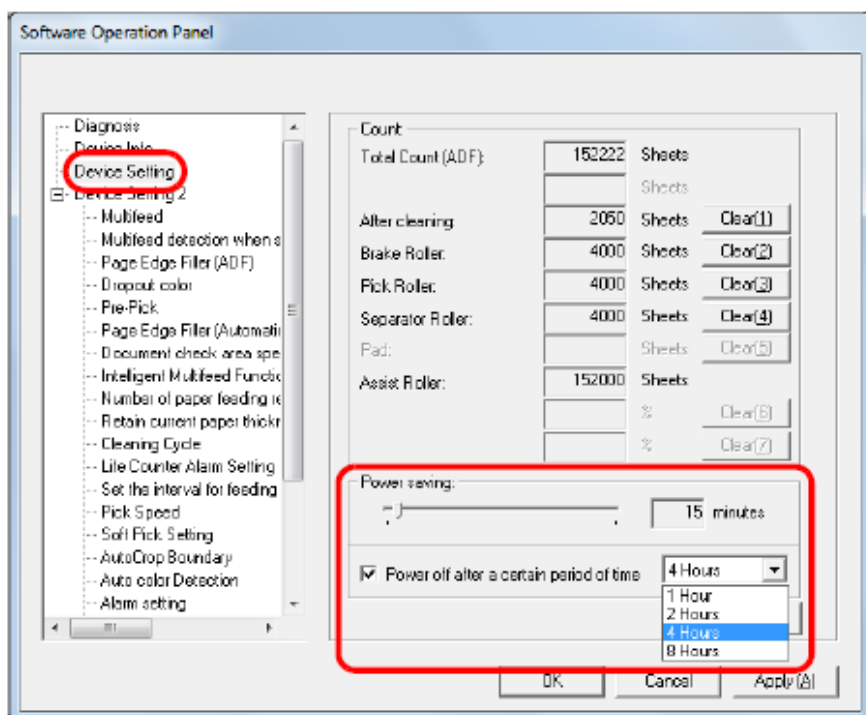 Software Operation Panel
Diagnosis
Device Info
Device Setting
Device Setting 2
Multifeed
Multifeed detection when s
Page Edge Filler (ADF)
Dropout color
Pre-Pick
Page Edge Filler (Automati
Document check area spe
Intelligent Multifeed Functic
Number of paper feeding re
Retain current paper thickr
Cleaning Cycle
Life Counter Alarm Setting
Set the interval for feeding
Pick Speed
Soft Pick Setting
AutoCrop Boundary
Auto color Detection
Alarm setting
Count
Total Count (ADF): 152222 Sheets
Sheets
After cleaning: 2050 Sheets Clear(1)
Brake Roller: 4000 Sheets Clear(2)
Pick Roller: 4000 Sheets Clear(3)
Separator Roller: 4000 Sheets Clear(4)
Pad: Sheets Clear(5)
Assist Roller: 152000 Sheets
% Clear(6)
% Clear(7)
Power saving:
15 minutes
Power off after a certain period of time 4 Hours
1 Hour
2 Hours
4 Hours
8 Hours
OK Cancel Apply (A)